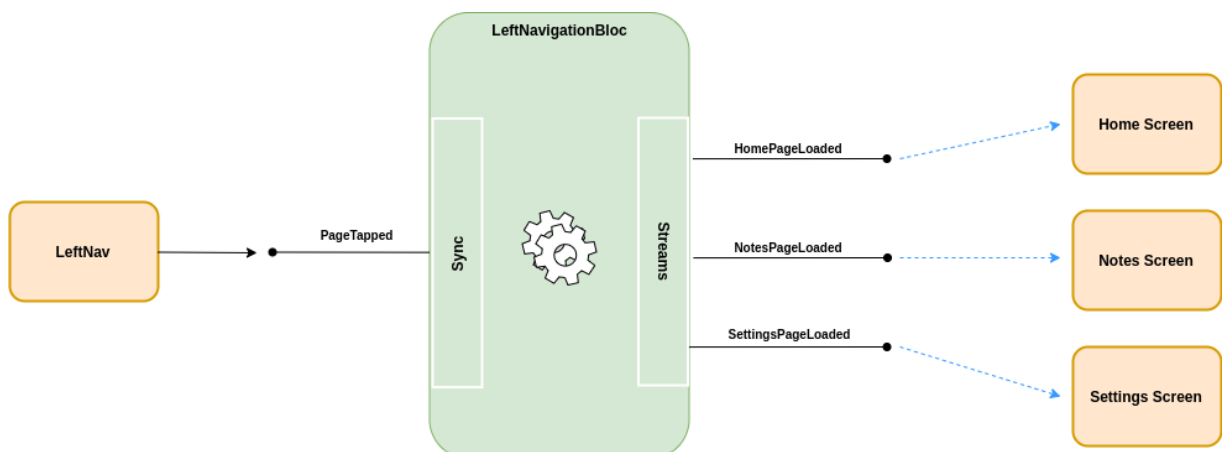 LeftNavigationBloc
LeftNav
PageTapped
Sync
Streams
HomePageLoaded
NotesPageLoaded
SettingsPageLoaded
Home Screen
Notes Screen
Settings Screen